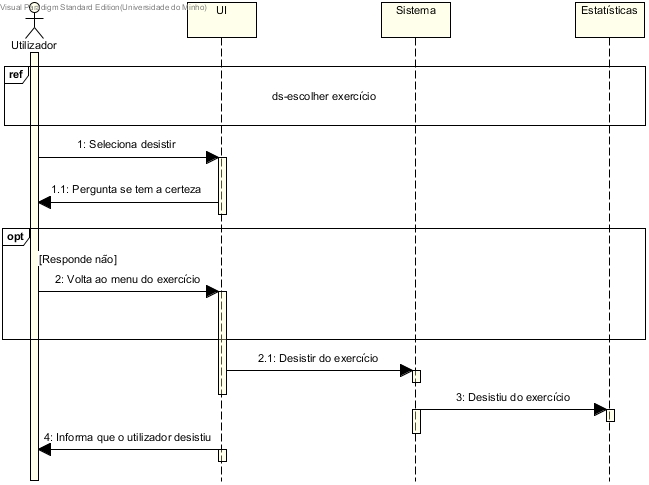 Visual Paradigm Standard Edition(Universidade do Minho)
UI
Sistema
Estatísticas
Utilizador
ref
ds-escolher exercício
1: Seleciona desistir
1.1: Pergunta se tem a certeza
opt
[Responde não]
2: Volta ao menu do exercício
2.1: Desistir do exercício
3: Desistiu do exercício
4: Informa que o utilizador desistiu